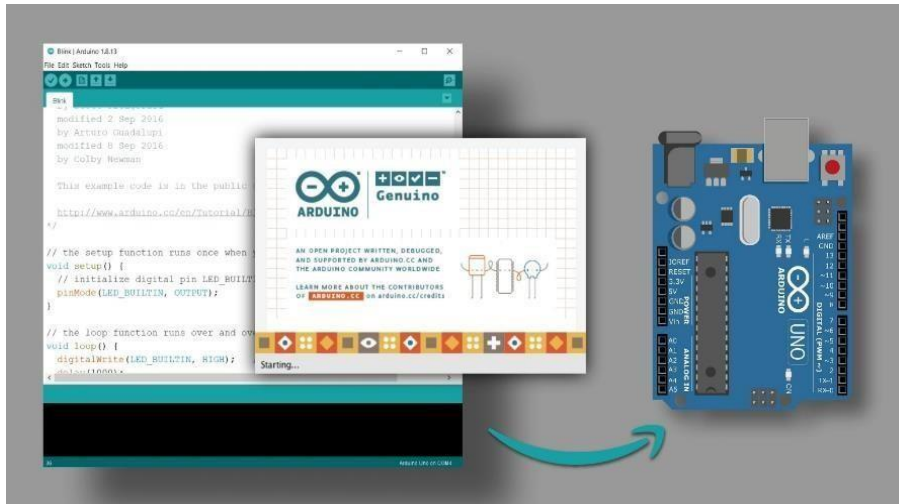 Blink | Arduino 1.8.13
File Edit Sketch Tools Help
Blink
modified 2 Sep 2016
by Arturo Guadalupi
modified 8 Sep 2016
by Colby Newman
This example code is in the public
http://www.arduino.cc/en/Tutorial/
*/
// the setup function runs once when
void setup() {
// initialize digital pin LED_BUILT
pinMode(LED_BUILTIN, OUTPUT);
}
// the loop function runs over and ov
void loop() {
digitalWrite(LED_BUILTIN, HIGH);
delay(1000);
Arduino Uno on COM4
ARDUINO
Genuino
AN OPEN PROJECT WRITTEN, DEBUGGED,
AND SUPPORTED BY ARDUINO.CC AND
THE ARDUINO COMMUNITY WORLDWIDE
LEARN MORE ABOUT THE CONTRIBUTORS
OF ARDUINO.CC on arduino.cc/credits
Starting...
IOREF
RESET
3.3V
5V
GND
GND
Vin
POWER
A0
A1
A2
A3
A4
A5
ANALOG IN
RX
TX
L
ARDUINO
UNO
ON
AREF
GND
13
12
~11
~10
~9
8
7
~6
~5
4
~3
2
TX→1
RX←0
DIGITAL (PWM~)